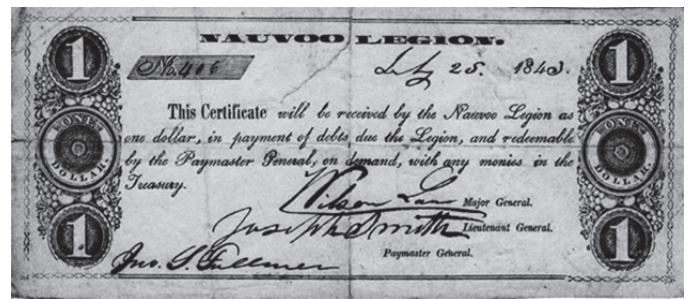 NAUVOO LEGION.
1
1
No. 406
July 25. 1843.
This Certificate will be received by the Nauvoo Legion as
one dollar, in payment of debts due the Legion, and redeemable
by the Paymaster General, on demand, with any monies in the
Treasury.
ONE
DOLLAR.
ONE
DOLLAR.
Wilson Law Major General.
Joseph Smith Lieutenant General.
Jno. S. Fullmer Paymaster General.
1
1